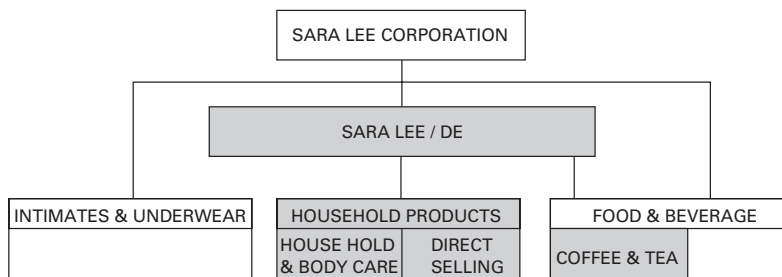 SARA LEE CORPORATION
SARA LEE / DE
INTIMATES & UNDERWEAR
HOUSEHOLD PRODUCTS
FOOD & BEVERAGE
HOUSE HOLD
& BODY CARE
DIRECT
SELLING
COFFEE & TEA